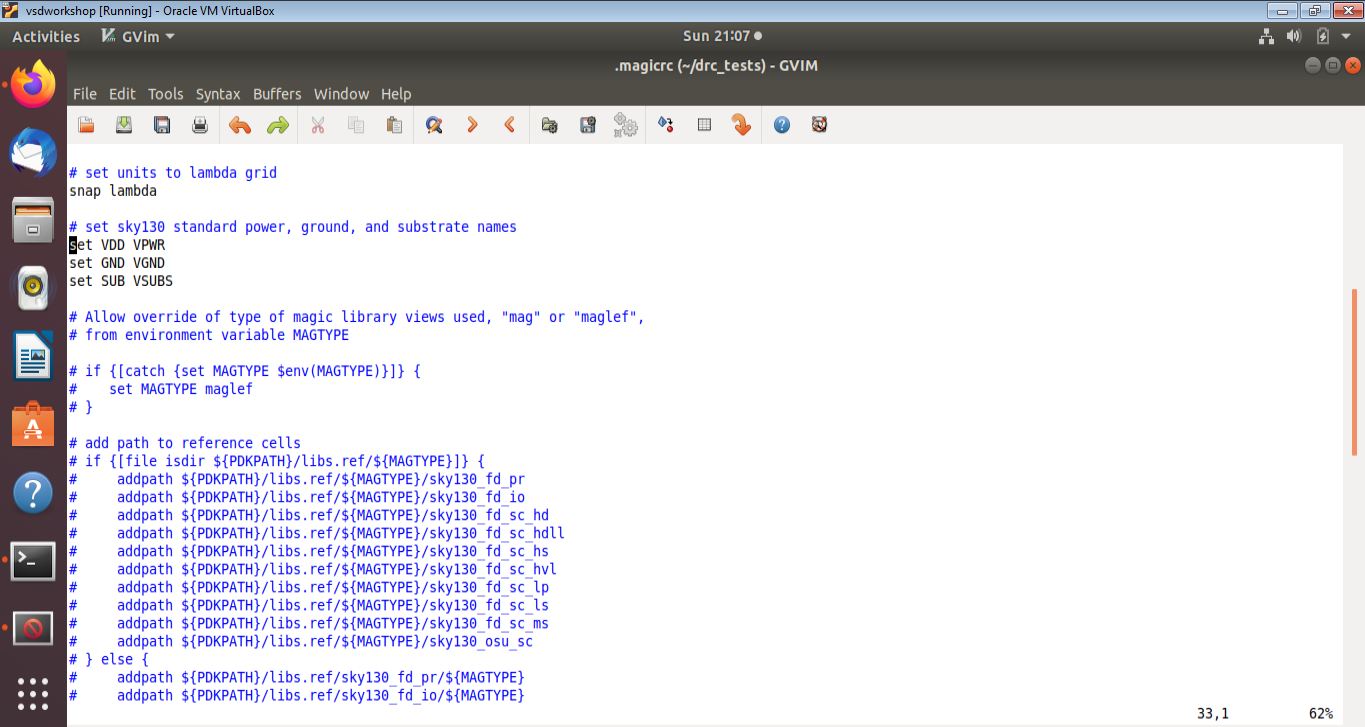 vsdworkshop [Running] - Oracle VM VirtualBox
Activities GVim Sun 21:07
.magicrc (~/drc_tests) - GVIM
File Edit Tools Syntax Buffers Window Help
# set units to lambda grid
snap lambda
# set sky130 standard power, ground, and substrate names
set VDD VPWR
set GND VGND
set SUB VSUBS
# Allow override of type of magic library views used, "mag" or "maglef",
# from environment variable MAGTYPE
# if {[catch {set MAGTYPE $env(MAGTYPE)}]} {
#    set MAGTYPE maglef
# }
# add path to reference cells
# if {[file isdir ${PDKPATH}/libs.ref/${MAGTYPE}]} {
#     addpath ${PDKPATH}/libs.ref/${MAGTYPE}/sky130_fd_pr
#     addpath ${PDKPATH}/libs.ref/${MAGTYPE}/sky130_fd_io
#     addpath ${PDKPATH}/libs.ref/${MAGTYPE}/sky130_fd_sc_hd
#     addpath ${PDKPATH}/libs.ref/${MAGTYPE}/sky130_fd_sc_hdll
#     addpath ${PDKPATH}/libs.ref/${MAGTYPE}/sky130_fd_sc_hs
#     addpath ${PDKPATH}/libs.ref/${MAGTYPE}/sky130_fd_sc_hvl
#     addpath ${PDKPATH}/libs.ref/${MAGTYPE}/sky130_fd_sc_lp
#     addpath ${PDKPATH}/libs.ref/${MAGTYPE}/sky130_fd_sc_ls
#     addpath ${PDKPATH}/libs.ref/${MAGTYPE}/sky130_fd_sc_ms
#     addpath ${PDKPATH}/libs.ref/${MAGTYPE}/sky130_osu_sc
# } else {
#     addpath ${PDKPATH}/libs.ref/sky130_fd_pr/${MAGTYPE}
#     addpath ${PDKPATH}/libs.ref/sky130_fd_io/${MAGTYPE}
33,1 62%